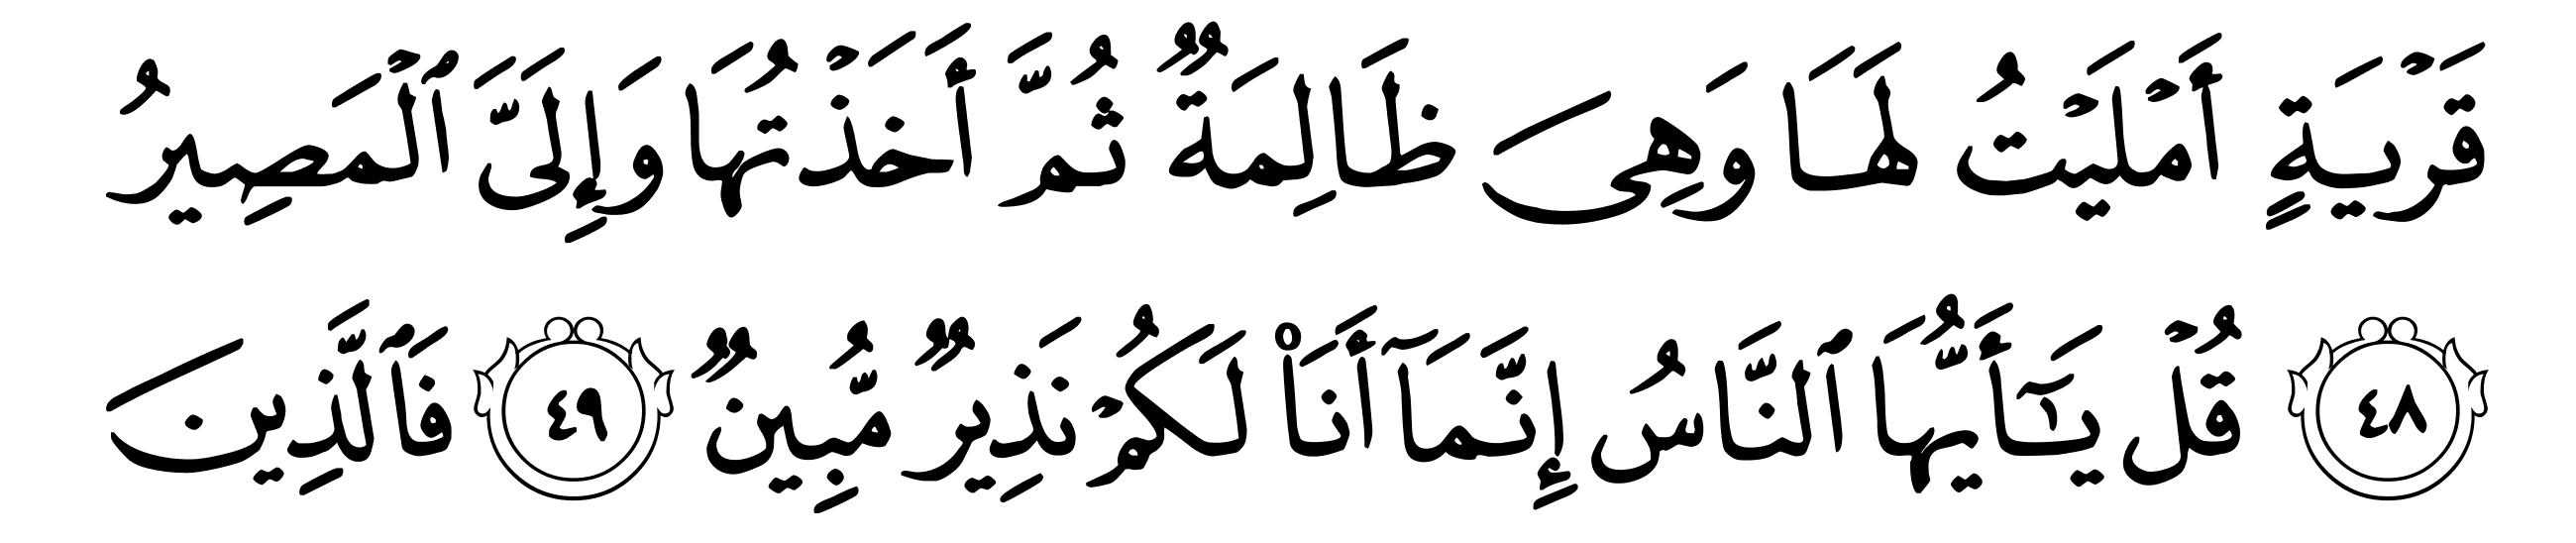 قَرْيَةٍ أَمْلَيْتُ لَهَا وَهِىَ ظَالِمَةٌ ثُمَّ أَخَذْتُهَا وَإِلَىَّ ٱلْمَصِيرُ
٤٨ قُلْ يَـٰٓأَيُّهَا ٱلنَّاسُ إِنَّمَآ أَنَا۠ لَكُمْ نَذِيرٌ مُّبِينٌ ٤٩ فَٱلَّذِينَ